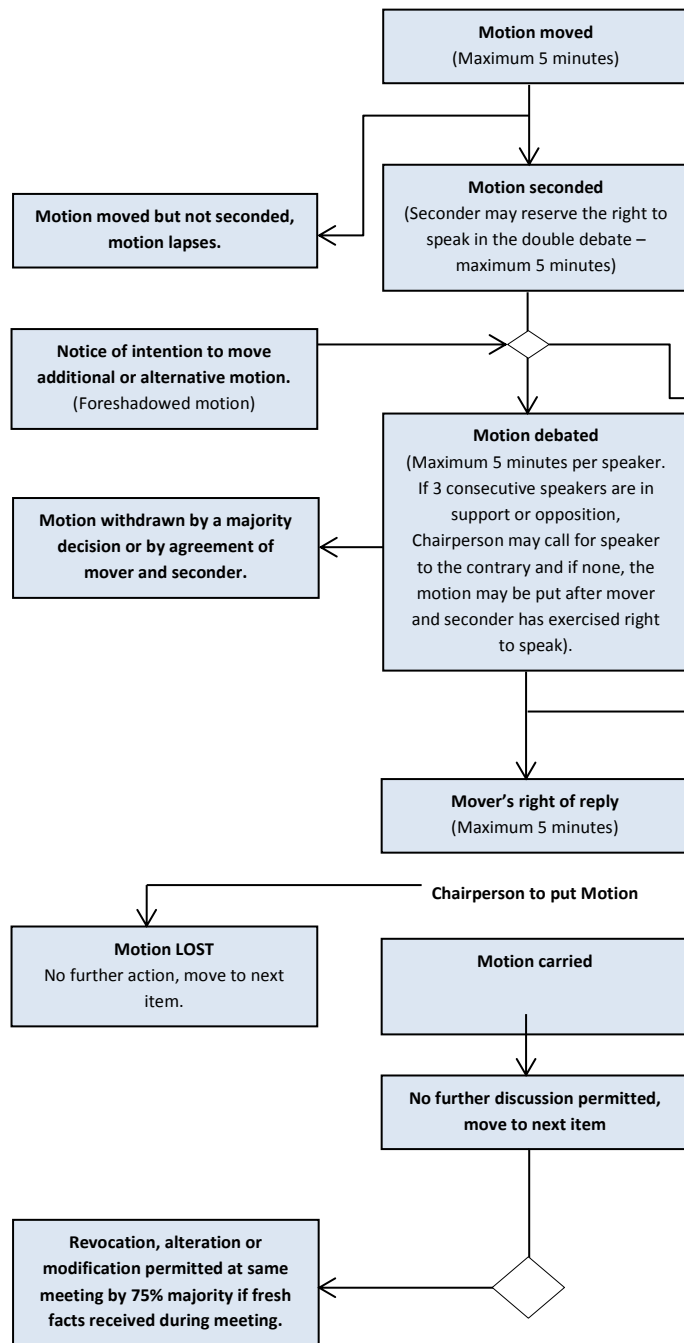 Motion moved
(Maximum 5 minutes)
Motion seconded
(Seconder may reserve the right to
speak in the double debate –
maximum 5 minutes)
Motion moved but not seconded,
motion lapses.
Notice of intention to move
additional or alternative motion.
(Foreshadowed motion)
Motion debated
(Maximum 5 minutes per speaker.
If 3 consecutive speakers are in
support or opposition,
Chairperson may call for speaker
to the contrary and if none, the
motion may be put after mover
and seconder has exercised right
to speak).
Motion withdrawn by a majority
decision or by agreement of
mover and seconder.
Mover’s right of reply
(Maximum 5 minutes)
Chairperson to put Motion
Motion LOST
No further action, move to next
item.
Motion carried
No further discussion permitted,
move to next item
Revocation, alteration or
modification permitted at same
meeting by 75% majority if fresh
facts received during meeting.